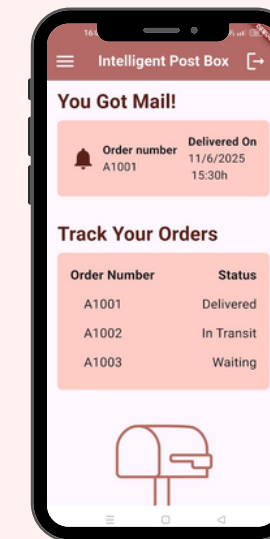 Intelligent Post Box
You Got Mail!
Order number Delivered On
A1001 11/6/2025
15:30h
Track Your Orders
Order Number Status
A1001 Delivered
A1002 In Transit
A1003 Waiting